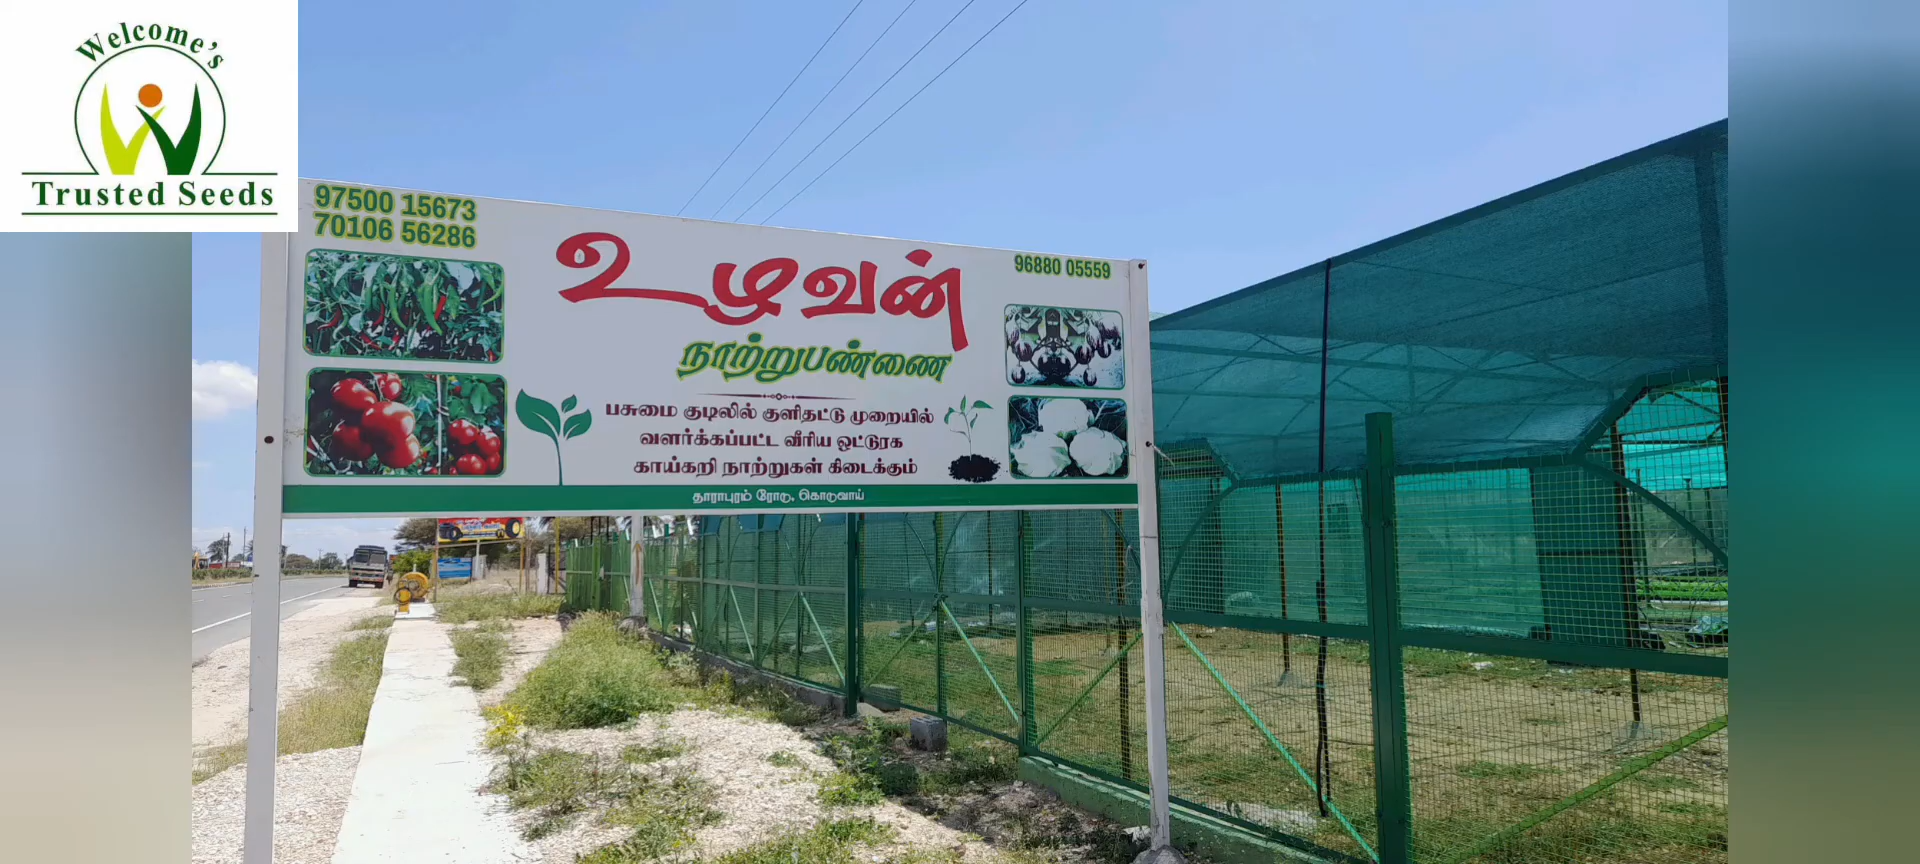 Welcome's
Trusted Seeds
97500 15673
70106 56286
96880 05559
உழவன்
நாற்றுபண்ணை
பசுமை குடிலில் குளிதட்டு முறையில்
வளர்க்கப்பட்ட வீரிய ஒட்டுரக
காய்கறி நாற்றுகள் கிடைக்கும்
தாராபுரம் ரோடு, கொடுவாய்